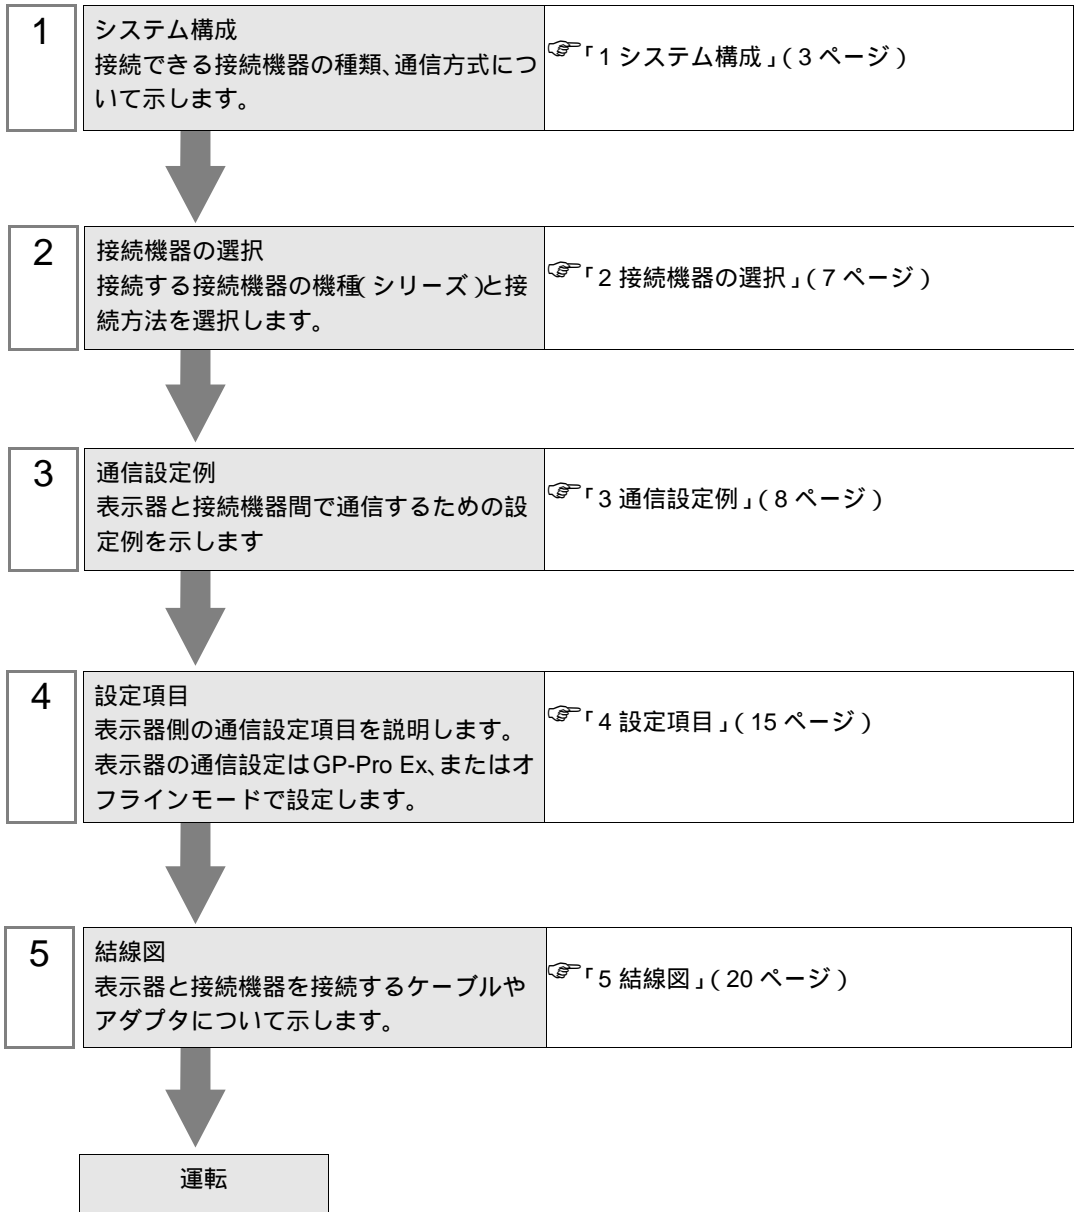 1
システム構成
接続できる接続機器の種類、通信方式につ
いて示します。
☞「1 システム構成」(3 ページ)
2
接続機器の選択
接続する接続機器の機種(シリーズ)と接
続方法を選択します。
☞「2 接続機器の選択」(7 ページ)
3
通信設定例
表示器と接続機器間で通信するための設
定例を示します
☞「3 通信設定例」(8 ページ)
4
設定項目
表示器側の通信設定項目を説明します。
表示器の通信設定はGP-Pro Ex、またはオ
フラインモードで設定します。
☞「4 設定項目」(15 ページ)
5
結線図
表示器と接続機器を接続するケーブルや
アダプタについて示します。
☞「5 結線図」(20 ページ)
運転